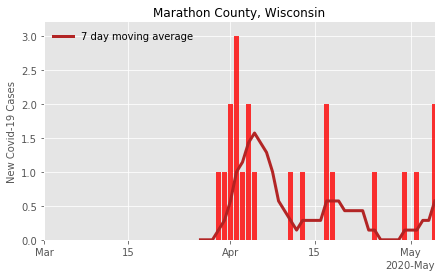 Marathon County, Wisconsin
7 day moving average
New Covid-19 Cases
3.0
2.5
2.0
1.5
1.0
0.5
0.0
Mar
15
Apr
15
May
2020-May